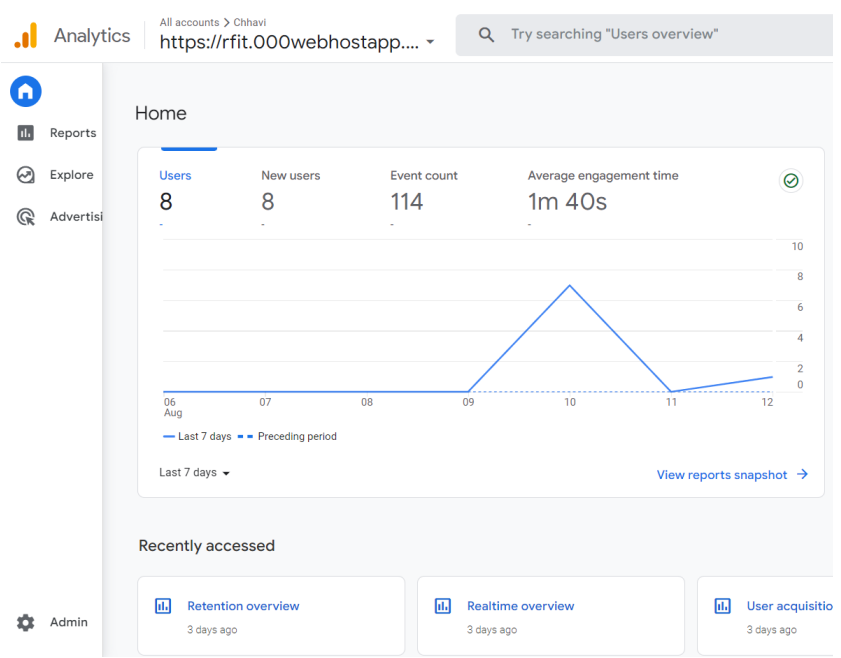 Analytics
All accounts > Chhavi
https://rfit.000webhostapp....
Try searching "Users overview"
Reports
Explore
Advertisi
Admin
Home
Users
8
-
New users
8
-
Event count
114
-
Average engagement time
1m 40s
-
10
8
6
4
2
0
06 07 08 09 10 11 12
Aug
Last 7 days Preceding period
Last 7 days
View reports snapshot →
Recently accessed
Retention overview
3 days ago
Realtime overview
3 days ago
User acquisitio
3 days ago